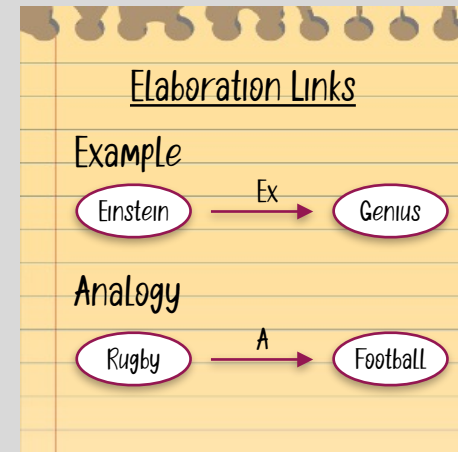 Elaboration Links
Example
Einstein Ex Genius
Analogy
Rugby A Football